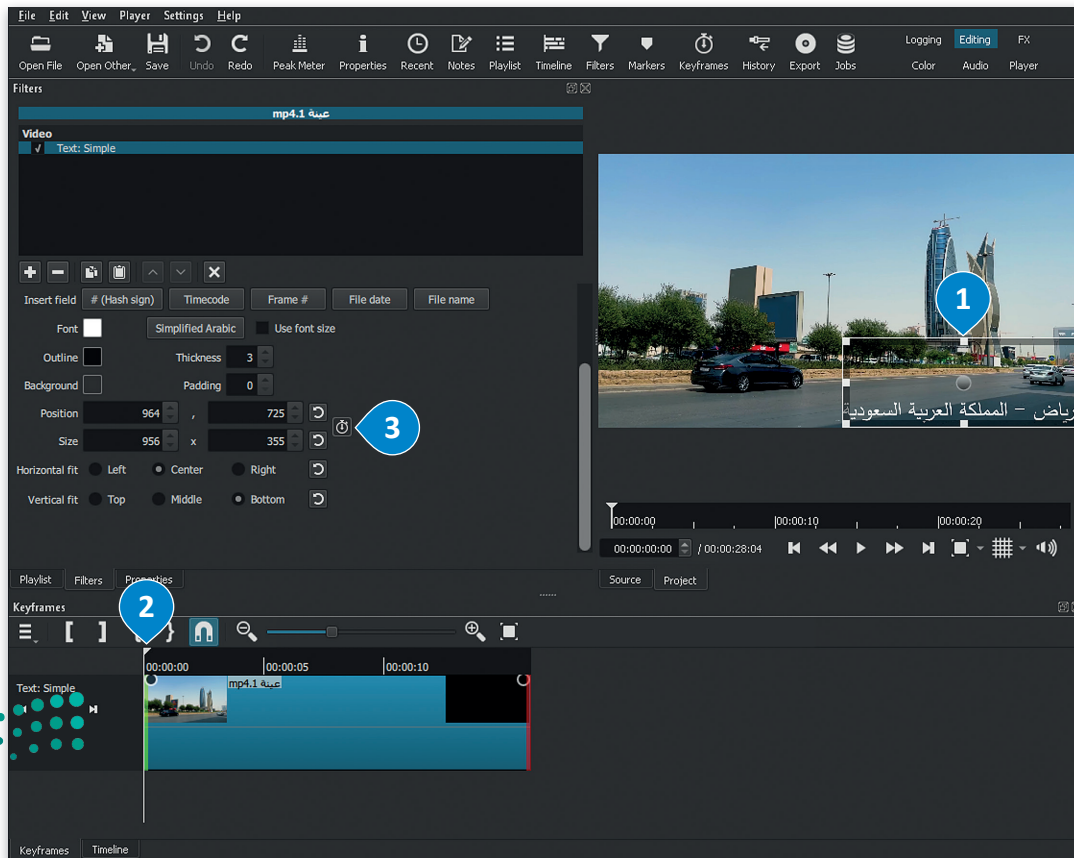 File Edit View Player Settings Help
Open File Open Other Save Undo Redo Peak Meter Properties Recent Notes Playlist Timeline Filters Markers Keyframes History Export Jobs
Logging Editing FX
Color Audio Player
Filters
عينة mp4.1
Video
Text: Simple
Insert field # (Hash sign) Timecode Frame # File date File name
Font Simplified Arabic Use font size
Outline Thickness 3
Background Padding 0
Position 964 , 725
Size 956 x 355
3
Horizontal fit Left Center Right
Vertical fit Top Middle Bottom
1
رياض – المملكة العربية السعودية
00:00:00 00:00:10 00:00:20
00:00:00:00 / 00:00:28:04
Playlist Filters Properties
Source Project
Keyframes
2
00:00:00 00:00:05 00:00:10
Text: Simple
عينة mp4.1
Keyframes Timeline